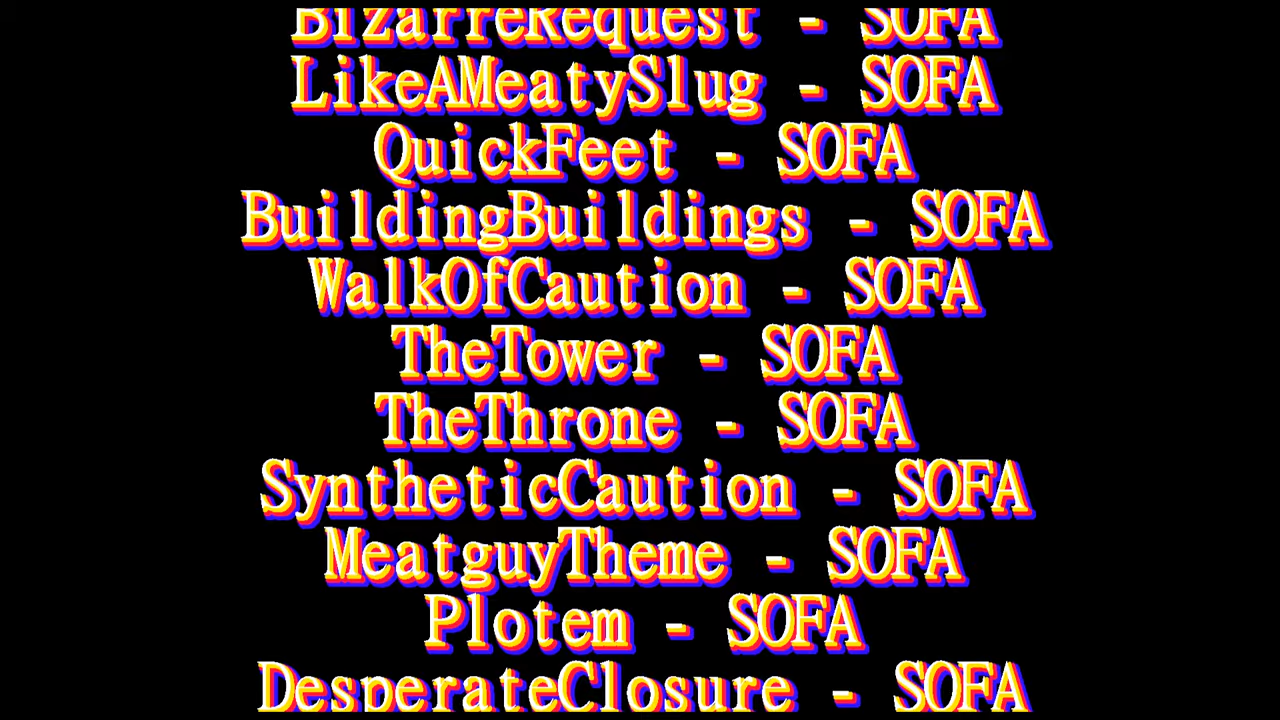 BizarreRequest - SOFA
LikeAMeatySlug - SOFA
QuickFeet - SOFA
BuildingBuildings - SOFA
WalkOfCaution - SOFA
TheTower - SOFA
TheThrone - SOFA
SyntheticCaution - SOFA
MeatguyTheme - SOFA
Plotem - SOFA
DesperateClosure - SOFA